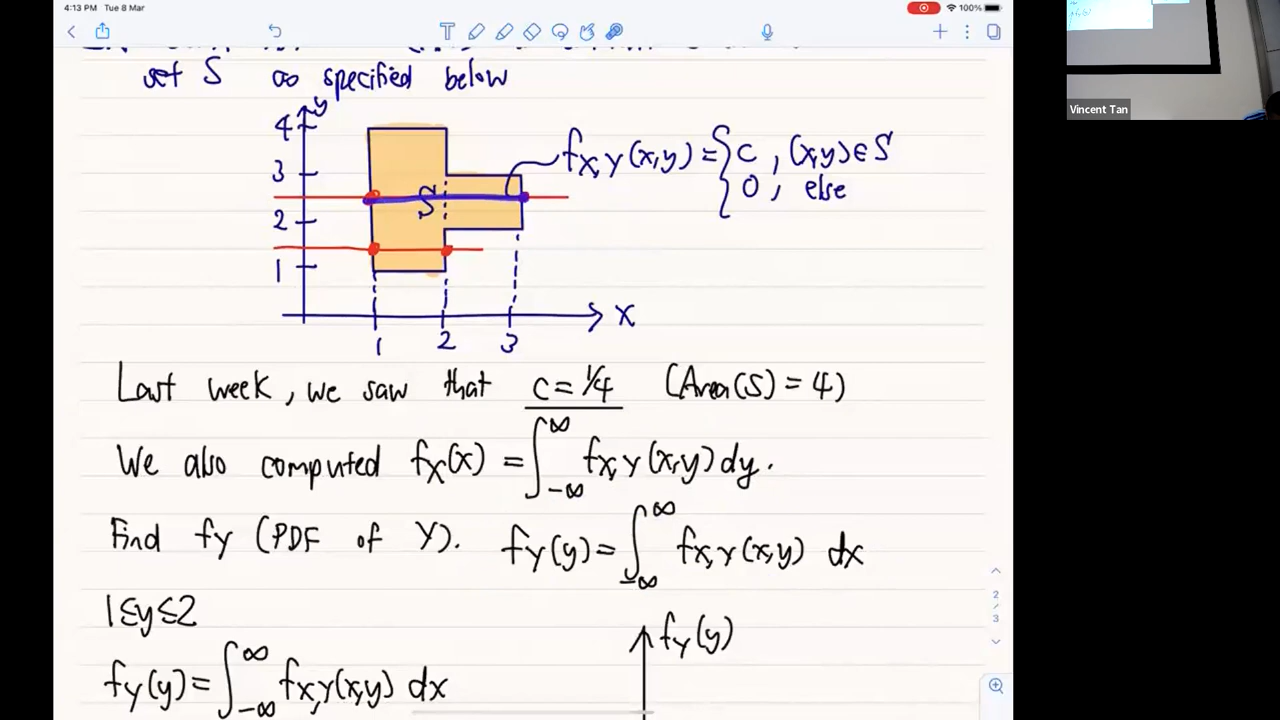 4:13 PM Tue 8 Mar
100%
set S as specified below
y
4
3
2
1
S
fX,Y(x,y) = { C , (x,y) ∈ S
0 , else
X
1 2 3
Last week, we saw that C = 1/4 (Area(S) = 4)
We also computed fX(x) = ∫_{-∞}^{∞} fX,Y(x,y) dy.
Find fY (PDF of Y). fY(y) = ∫_{-∞}^{∞} fX,Y(x,y) dx
1≤y≤2
fY(y)
fY(y) = ∫_{-∞}^{∞} fX,Y(x,y) dx
2/3
Vincent Tan